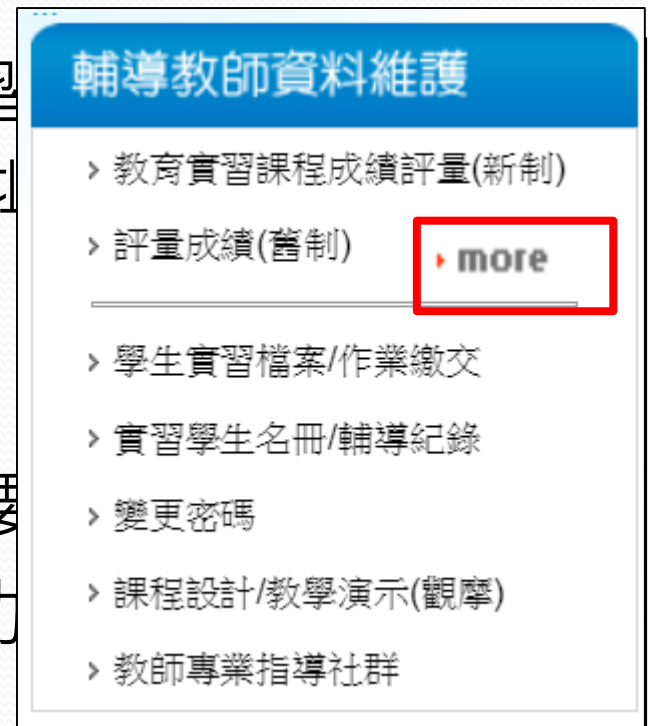 輔導教師資料維護
› 教育實習課程成績評量(新制)
› 評量成績(舊制)
more
› 學生實習檔案/作業繳交
› 實習學生名冊/輔導紀錄
› 變更密碼
› 課程設計/教學演示(觀摩)
› 教師專業指導社群